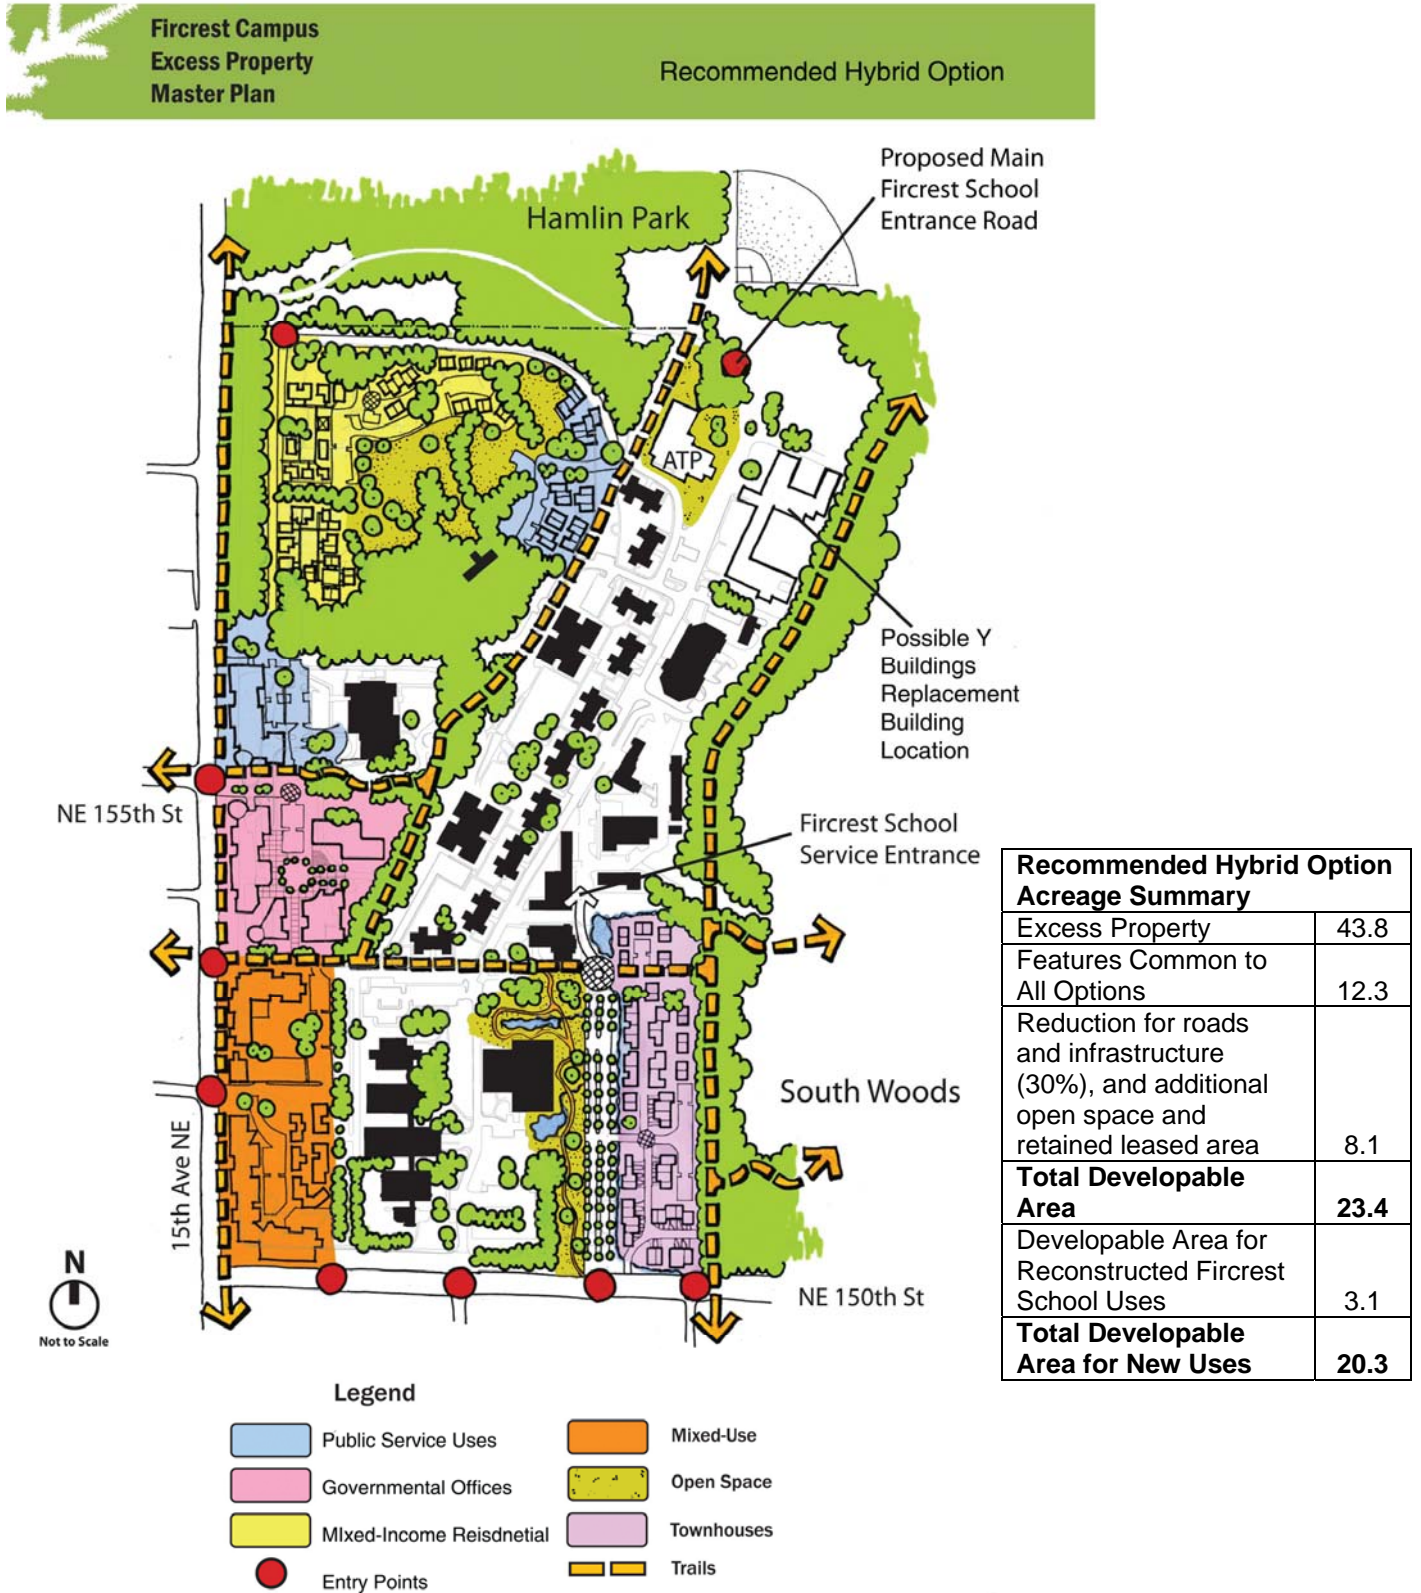 Fircrest Campus
Excess Property
Master Plan
Recommended Hybrid Option
Proposed Main
Fircrest School
Entrance Road
Hamlin Park
ATP
Possible Y
Buildings
Replacement
Building
Location
NE 155th St
Fircrest School
Service Entrance
South Woods
15th Ave NE
NE 150th St
N
Not to Scale
Recommended Hybrid Option
Acreage Summary
Excess Property 43.8
Features Common to
All Options 12.3
Reduction for roads
and infrastructure
(30%), and additional
open space and
retained leased area 8.1
Total Developable
Area 23.4
Developable Area for
Reconstructed Fircrest
School Uses 3.1
Total Developable
Area for New Uses 20.3
Legend
Public Service Uses
Governmental Offices
MIxed-Income Reisdnetial
Entry Points
Mixed-Use
Open Space
Townhouses
Trails